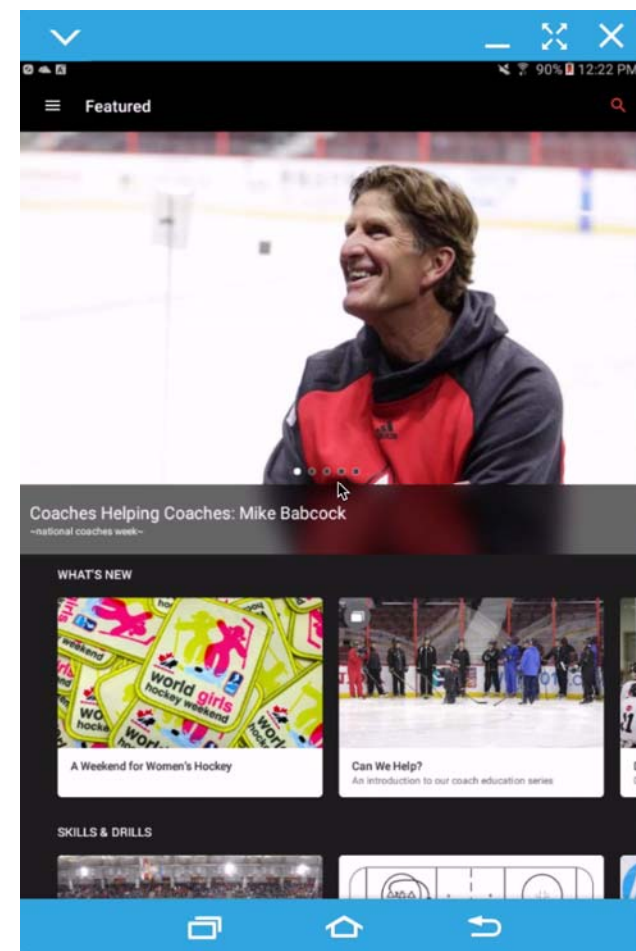 90% 12:22 PM
Featured
Coaches Helping Coaches: Mike Babcock
~national coaches week~
WHAT'S NEW
world girls
hockey weekend
A Weekend for Women's Hockey
Can We Help?
An introduction to our coach education series
SKILLS & DRILLS